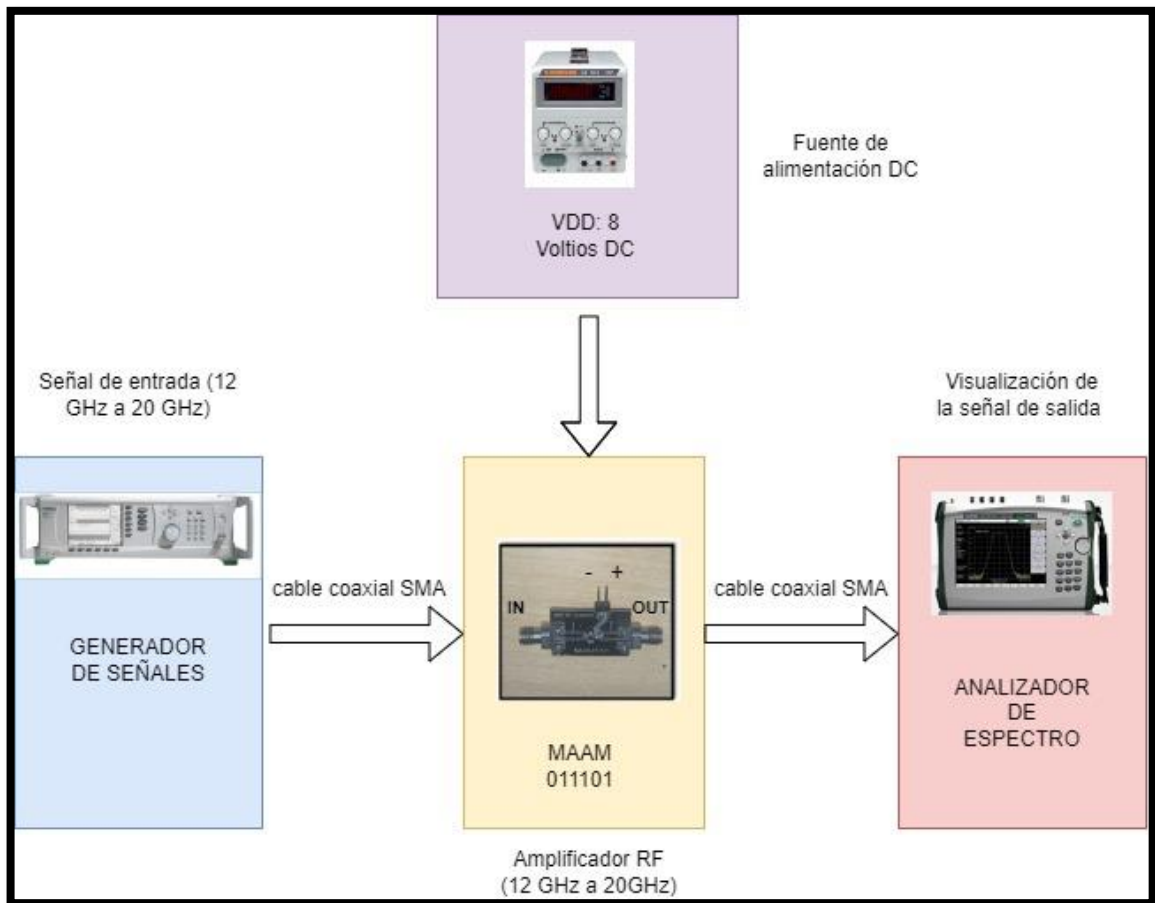 Fuente de
alimentación DC
VDD: 8
Voltios DC
Señal de entrada (12
GHz a 20 GHz)
Visualización de
la señal de salida
cable coaxial SMA
- +
IN
OUT
cable coaxial SMA
GENERADOR
DE SEÑALES
MAAM
011101
ANALIZADOR
DE
ESPECTRO
Amplificador RF
(12 GHz a 20GHz)